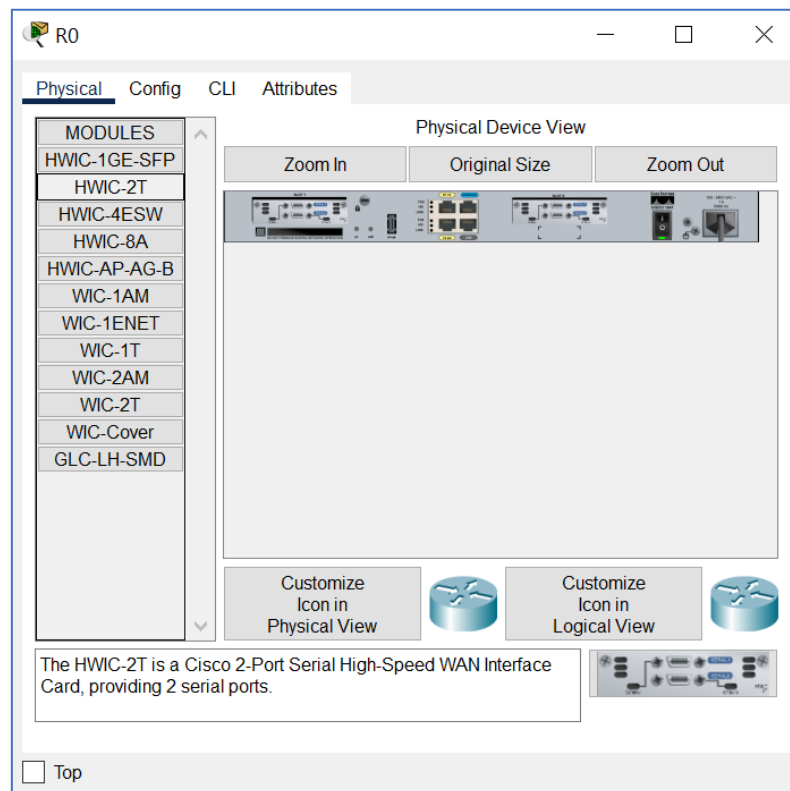 R0
Physical Config CLI Attributes
MODULES
HWIC-1GE-SFP
HWIC-2T
HWIC-4ESW
HWIC-8A
HWIC-AP-AG-B
WIC-1AM
WIC-1ENET
WIC-1T
WIC-2AM
WIC-2T
WIC-Cover
GLC-LH-SMD
Physical Device View
Zoom In
Original Size
Zoom Out
Customize
Icon in
Physical View
Customize
Icon in
Logical View
The HWIC-2T is a Cisco 2-Port Serial High-Speed WAN Interface
Card, providing 2 serial ports.
Top